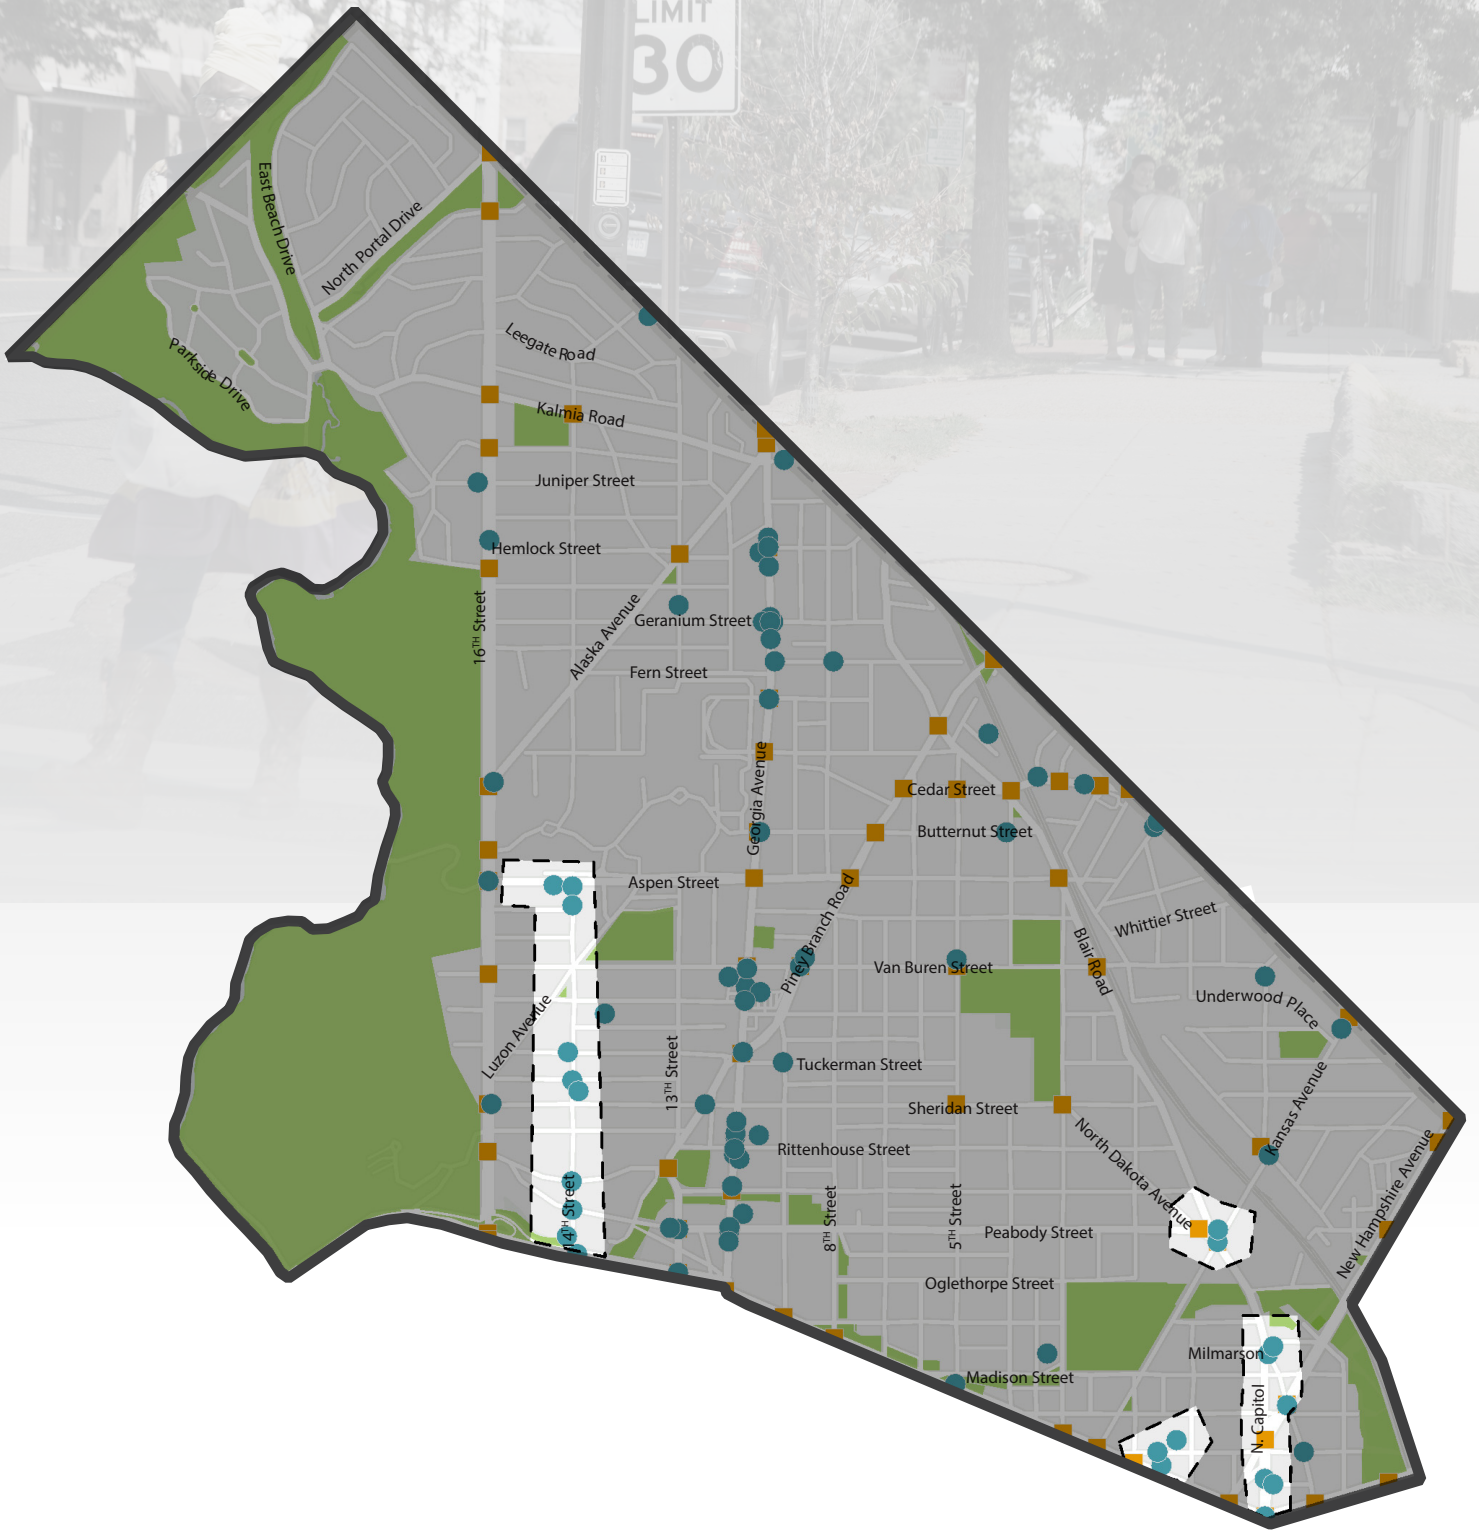 LIMIT
30
East Beach Drive
North Portal Drive
Parkside Drive
Leegate Road
Kalmia Road
Juniper Street
Hemlock Street
16TH Street
Alaska Avenue
Geranium Street
Fern Street
Georgia Avenue
Cedar Street
Butternut Street
Aspen Street
Piney Branch Road
Whittier Street
Blair Road
Van Buren Street
Underwood Place
Luzon Avenue
13TH Street
Tuckerman Street
Kansas Avenue
Sheridan Street
North Dakota Avenue
Rittenhouse Street
New Hampshire Avenue
14TH Street
8TH Street
5TH Street
Peabody Street
Oglethorpe Street
Milmarson
Madison Street
N. Capitol